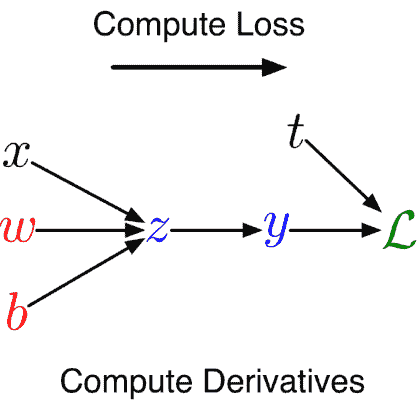 Compute Loss
t
x
w z y ℒ
b
Compute Derivatives